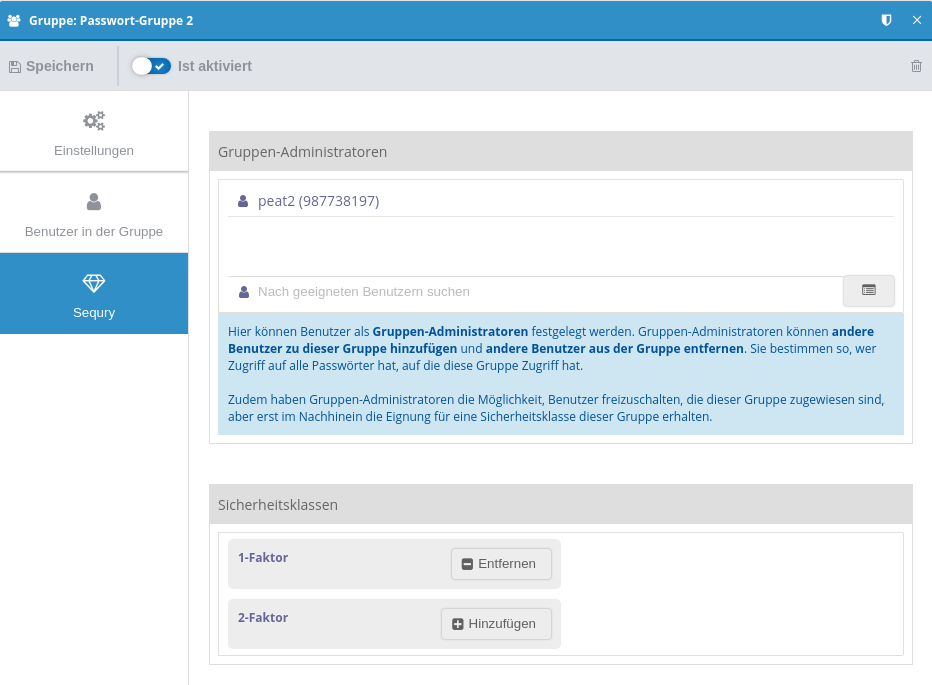 Gruppe: Passwort-Gruppe 2
Speichern
Ist aktiviert
Einstellungen
Benutzer in der Gruppe
Sequry
Gruppen-Administratoren
peat2 (987738197)
Nach geeigneten Benutzern suchen
Hier können Benutzer als Gruppen-Administratoren festgelegt werden. Gruppen-Administratoren können andere
Benutzer zu dieser Gruppe hinzufügen und andere Benutzer aus der Gruppe entfernen. Sie bestimmen so, wer
Zugriff auf alle Passwörter hat, auf die diese Gruppe Zugriff hat.
Zudem haben Gruppen-Administratoren die Möglichkeit, Benutzer freizuschalten, die dieser Gruppe zugewiesen sind,
aber erst im Nachhinein die Eignung für eine Sicherheitsklasse dieser Gruppe erhalten.
Sicherheitsklassen
1-Faktor
Entfernen
2-Faktor
Hinzufügen